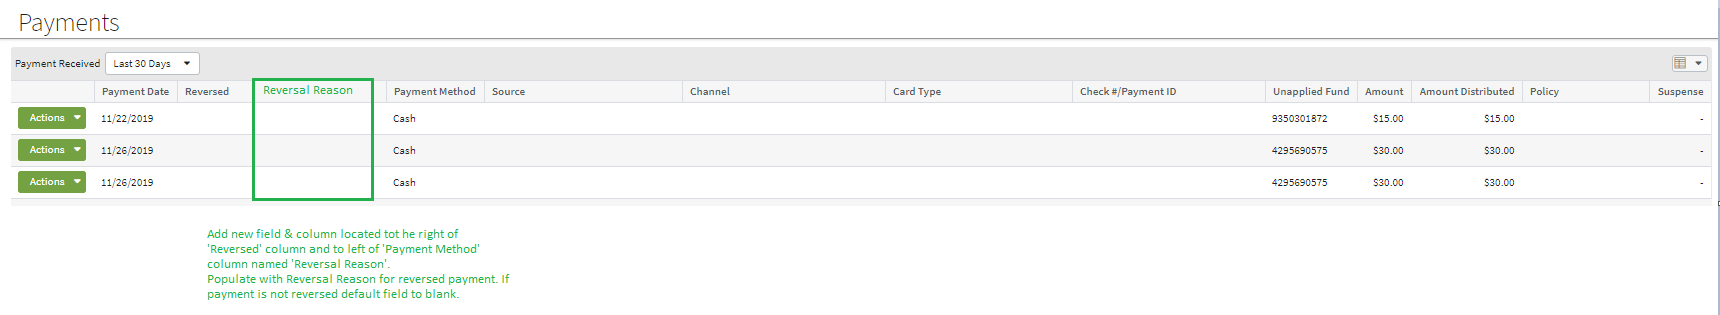 Payments
Payment Received Last 30 Days
Payment Date Reversed Reversal Reason Payment Method Source Channel Card Type Check #/Payment ID Unapplied Fund Amount Amount Distributed Policy Suspense
Actions 11/22/2019 Cash 9350301872 $15.00 $15.00 -
Actions 11/26/2019 Cash 4295690575 $30.00 $30.00 -
Actions 11/26/2019 Cash 4295690575 $30.00 $30.00 -
Add new field & column located tot he right of
'Reversed' column and to left of 'Payment Method'
column named 'Reversal Reason'.
Populate with Reversal Reason for reversed payment. If
payment is not reversed default field to blank.